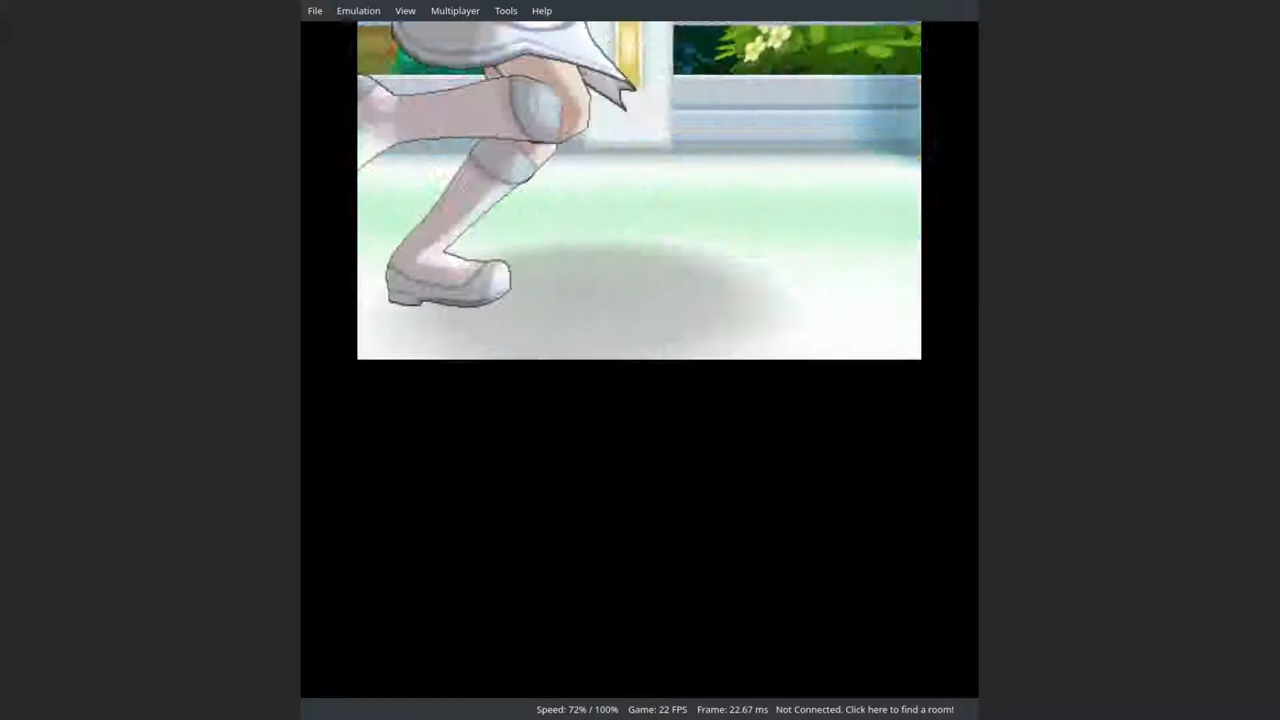 File Emulation View Multiplayer Tools Help
Speed: 72% / 100% Game: 22 FPS Frame: 22.67 ms Not Connected. Click here to find a room!